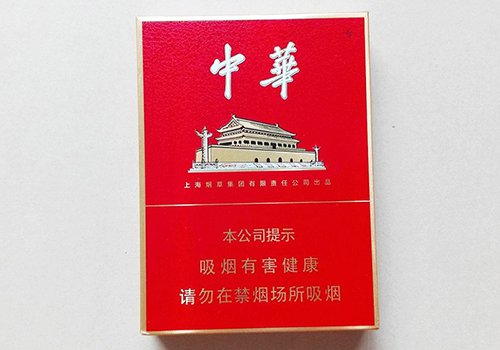 中華
上海烟草集团有限责任公司出品
本公司提示
吸烟有害健康
请勿在禁烟场所吸烟